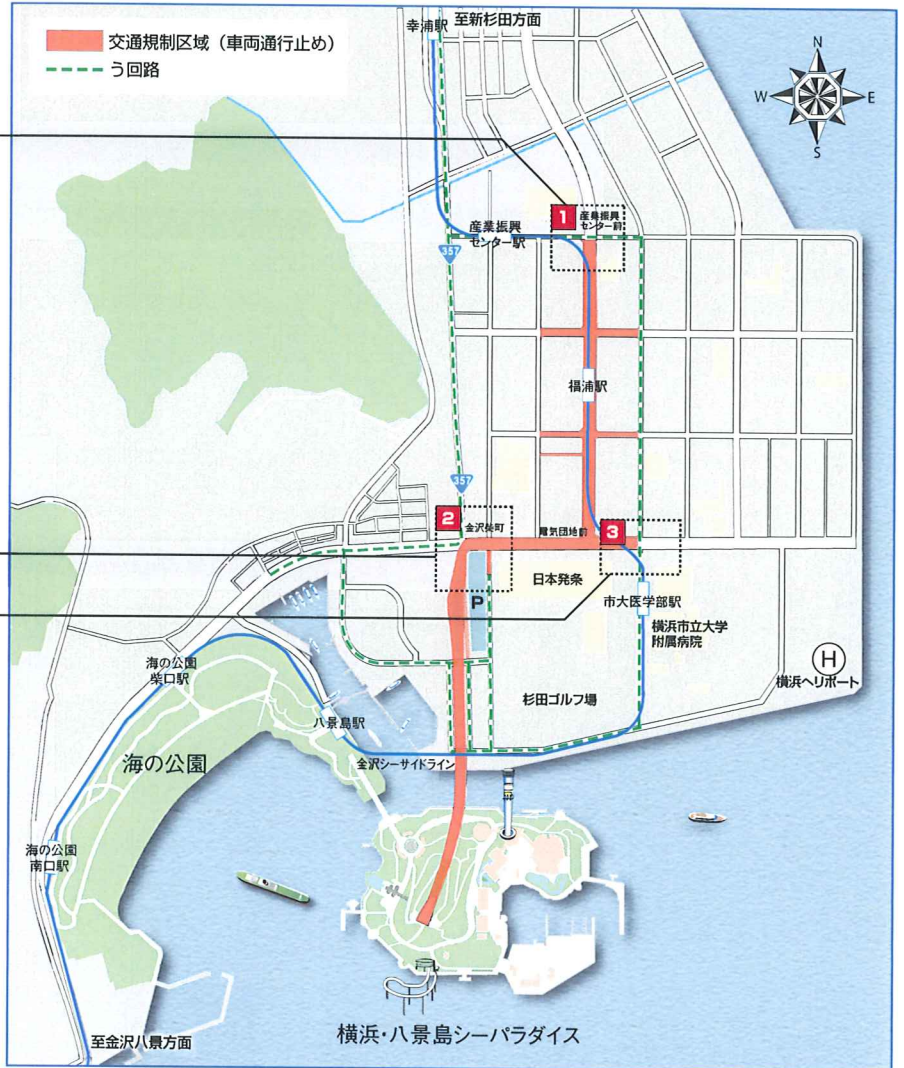 交通規制区域(車両通行止め)
う回路
幸浦駅
至新杉田方面
N
W
E
S
1
産業振興
センター前
産業振興
センター駅
357
福浦駅
357
2
金沢柴町
電気団地前
3
日本発条
P
市大医学部駅
横浜市立大学
附属病院
H
横浜ヘリポート
海の公園
柴口駅
杉田ゴルフ場
八景島駅
海の公園
金沢シーサイドライン
海の公園
南口駅
横浜・八景島シーパラダイス
至金沢八景方面